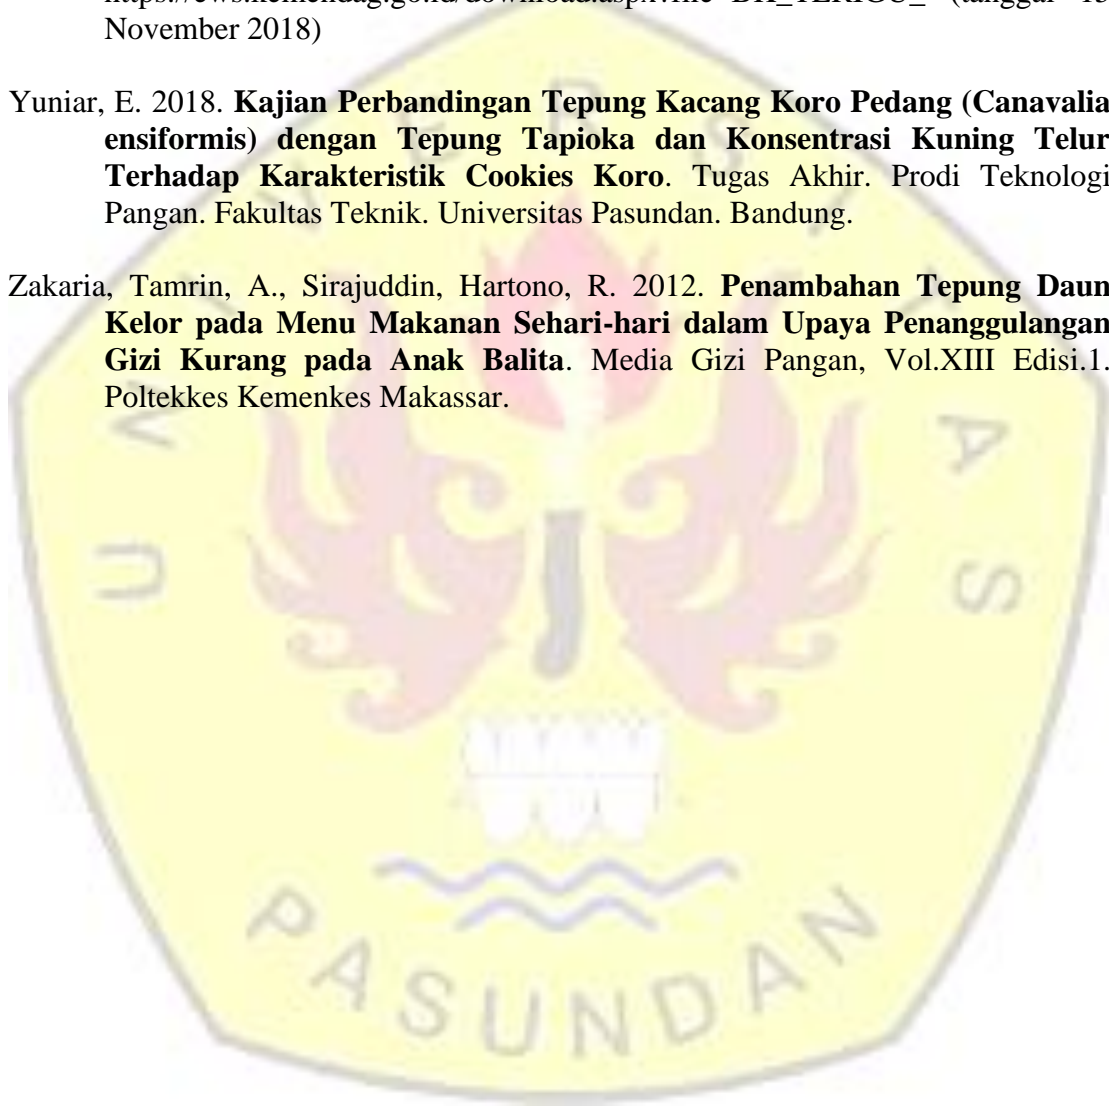 (tanggal
November 2018)
Yuniar, E. 2018. Kajian Perbandingan Tepung Kacang Koro Pedang (Canavalia
ensiformis) dengan Tepung Tapioka dan Konsentrasi Kuning Telur
Terhadap Karakteristik Cookies Koro. Tugas Akhir. Prodi Teknologi
Pangan. Fakultas Teknik. Universitas Pasundan. Bandung.
Zakaria, Tamrin, A., Sirajuddin, Hartono, R. 2012. Penambahan Tepung Daun
Kelor pada Menu Makanan Sehari-hari dalam Upaya Penanggulangan
Gizi Kurang pada Anak Balita. Media Gizi Pangan, Vol.XIII Edisi.1.
Poltekkes Kemenkes Makassar.
UNIVERSITAS
PASUNDAN